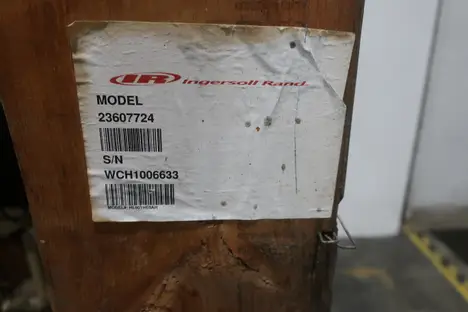 IR Ingersoll Rand
MODEL
23607724
S/N
WCH1006633